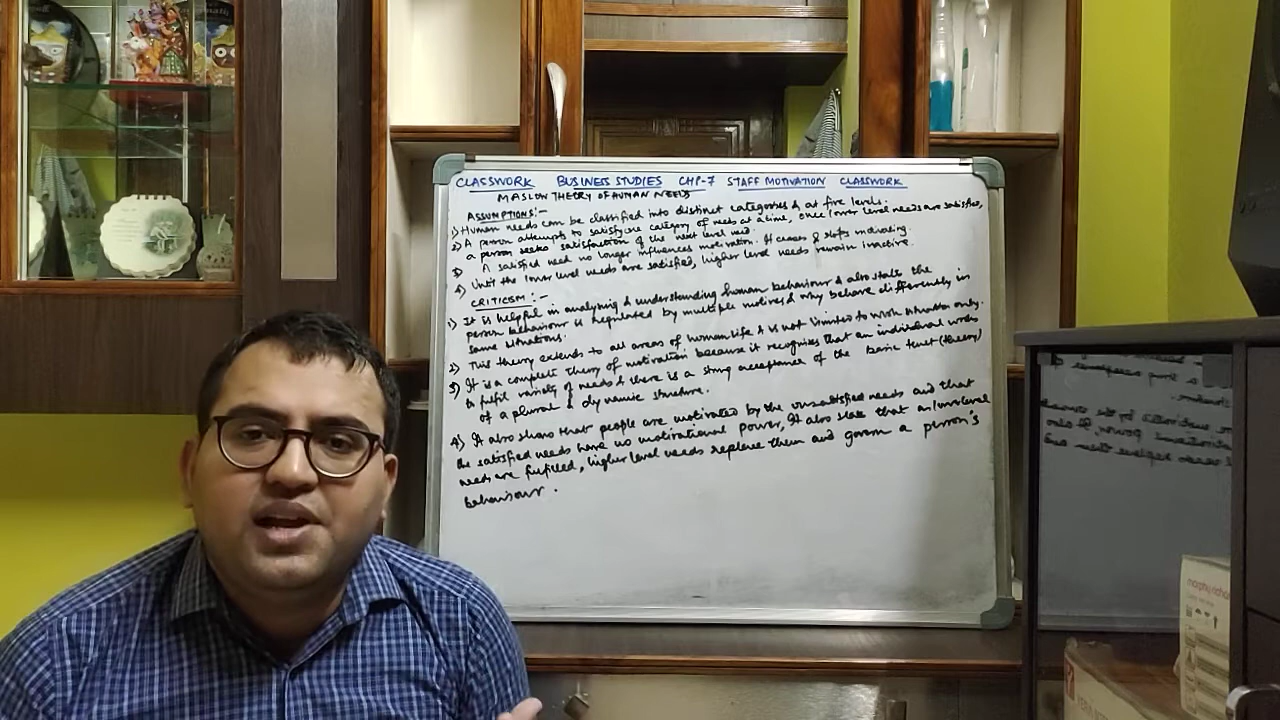 CLASSWORK BUSINESS STUDIES CHP-7 STAFF MOTIVATION CLASSWORK
MASLOW THEORY OF HUMAN NEEDS
ASSUMPTIONS:-
1) Human needs can be classified into distinct categories & at five levels.
2) A person attempts to satisfy one category of needs at a time, once lower level needs are satisfied,
a person seeks satisfaction of the next level need.
3) A satisfied need no longer influences motivation. It ceases & stops motivating.
4) Until the lower level needs are satisfied, higher level needs remain inactive.
CRITICISM:-
1) It is helpful in analysing & understanding human behaviour & also state the
person behaviour is regulated by multiple motives & why behave differently in
same situations.
2) This theory extends to all areas of human life & is not limited to work situation only.
3) It is a complete theory of motivation because it recognizes that an individual works
to fulfil variety of needs & there is a strong acceptance of the basic (theory)
of a plural & dynamic structure.
4) It also shows that people are motivated by the unsatisfied needs and that
the satisfied needs have no motivational power, It also state that as lower level
needs are fulfilled, higher level needs replace them and govern a person's
behaviour.
morphy richards